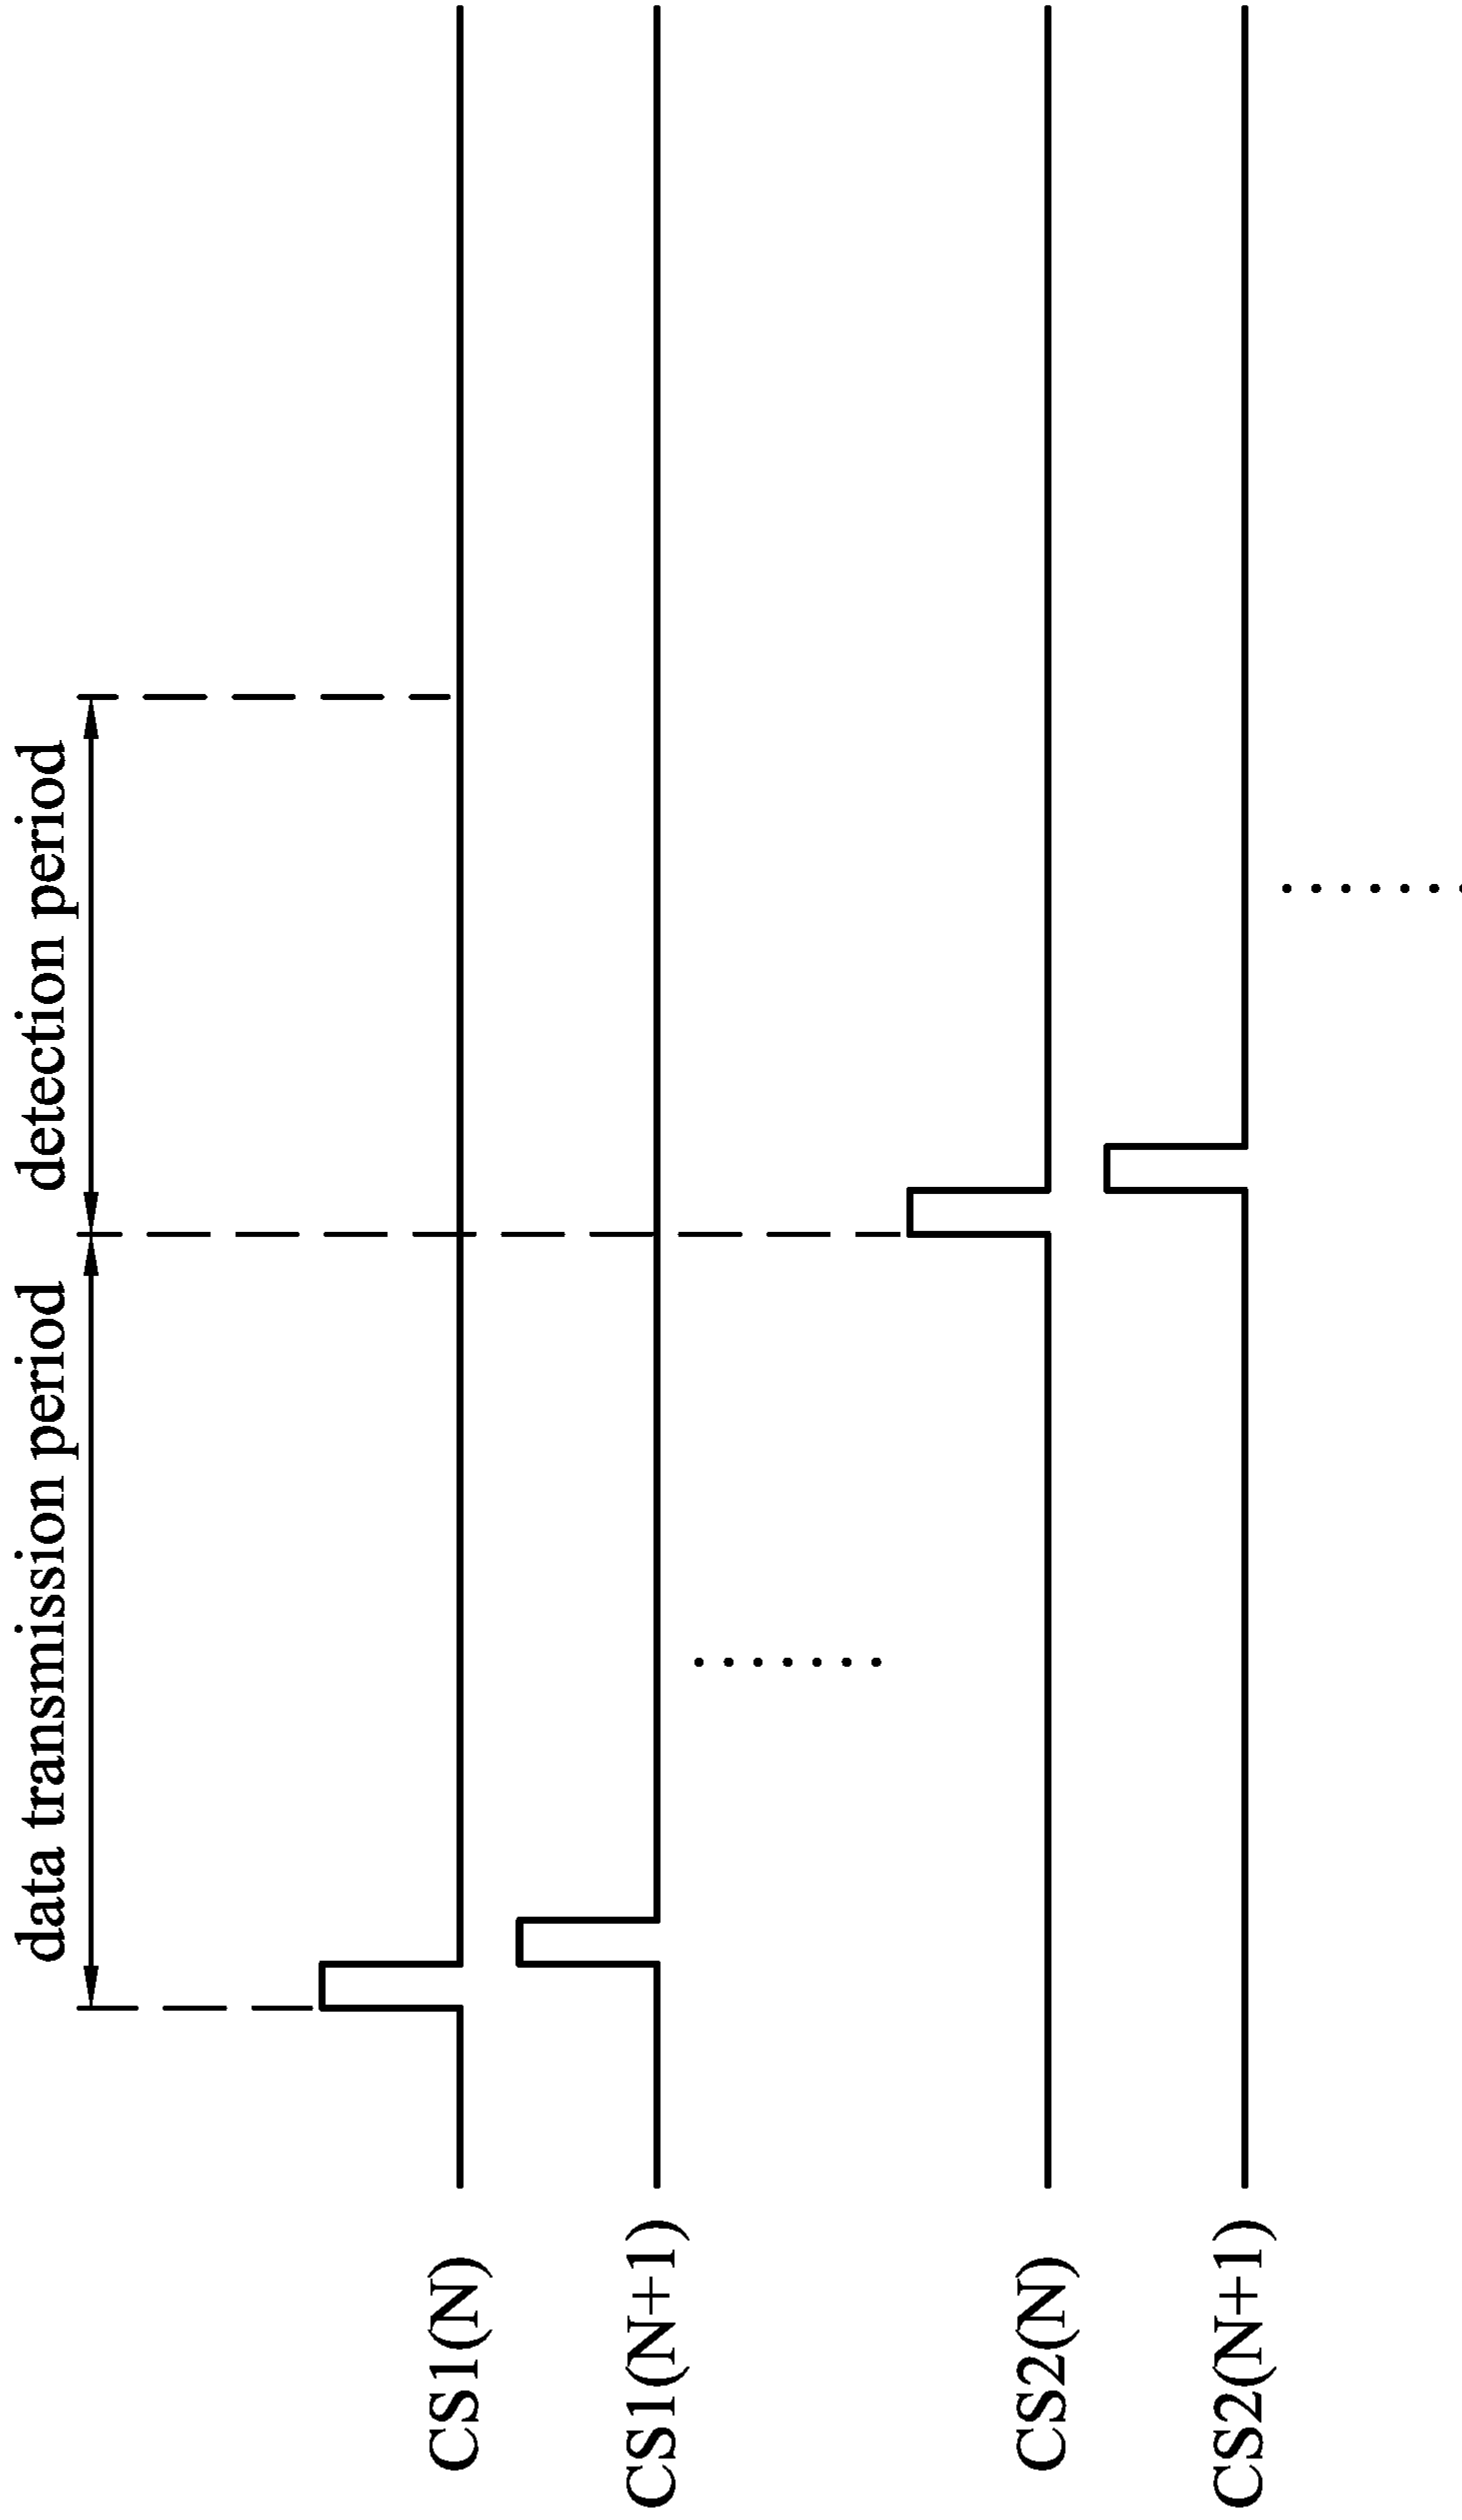 data transmission period
detection period
CS1(N)
CS1(N+1)
CS2(N)
CS2(N+1)